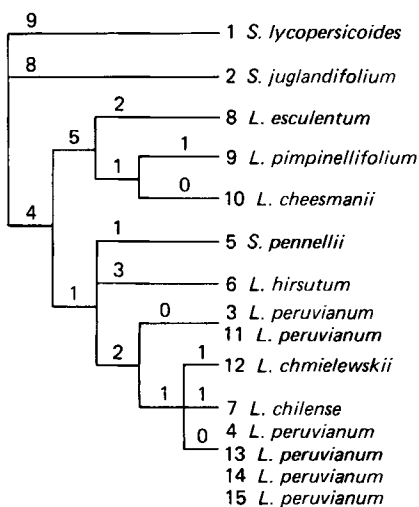 9
1 S. lycopersicoides
8
2 S. juglandifolium
2
8 L. esculentum
5
1
9 L. pimpinellifolium
1
0
10 L. cheesmanii
4
1
5 S. pennellii
3
6 L. hirsutum
1
0
3 L. peruvianum
11 L. peruvianum
2
1
12 L. chmielewskii
1 1
7 L. chilense
4 L. peruvianum
0
13 L. peruvianum
14 L. peruvianum
15 L. peruvianum